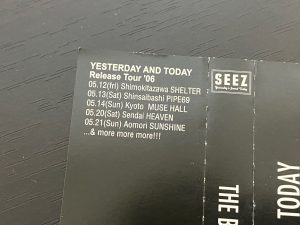 YESTERDAY AND TODAY
Release Tour '06
05.12(fri) Shimokitazawa SHELTER
05.13(Sat) Shinsaibashi PIPE69
05.14(Sun) Kyoto MUSE HALL
05.20(Sat) Sendai HEAVEN
05.21(Sun) Aomori SUNSHINE
...& more more more!!!
SEEZ
Yesterday & Today
THE B
TODAY